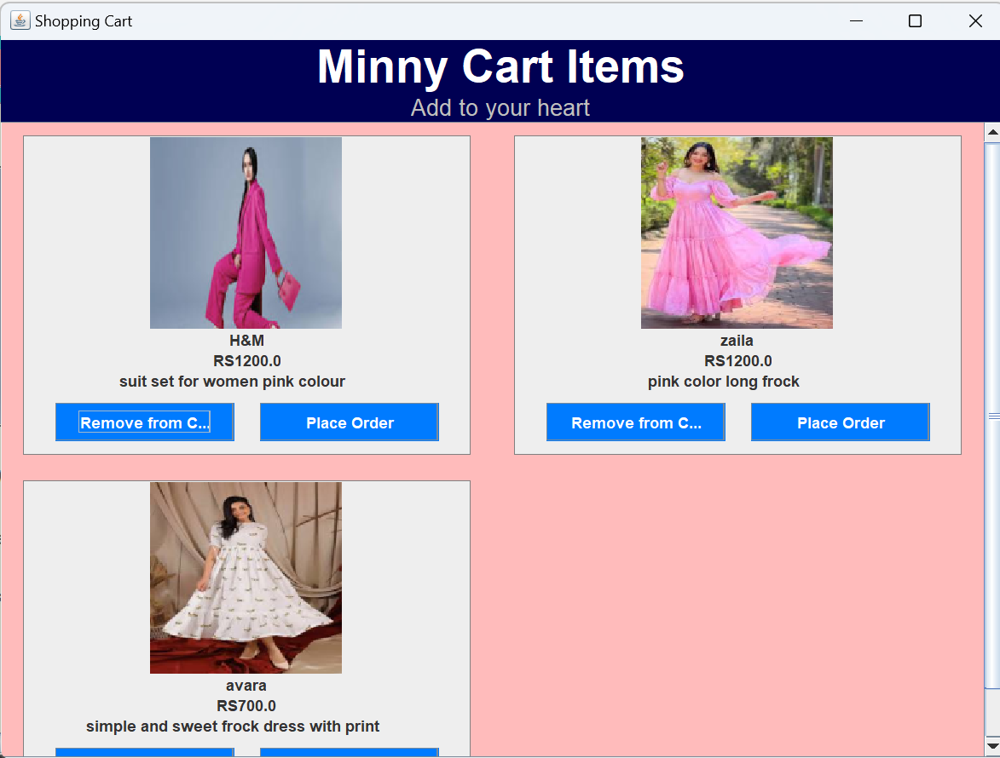 Shopping Cart
Minny Cart Items
Add to your heart
H&M
RS1200.0
suit set for women pink colour
Remove from C...
Place Order
zaila
RS1200.0
pink color long frock
Remove from C...
Place Order
avara
RS700.0
simple and sweet frock dress with print